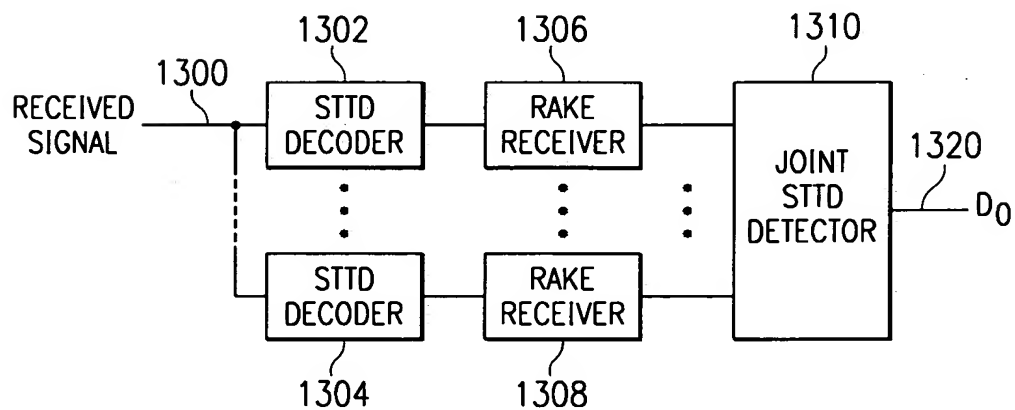 1302
1306
1310
1300
RECEIVED
SIGNAL
STTD
DECODER
RAKE
RECEIVER
JOINT
STTD
DETECTOR
1320
D0
STTD
DECODER
RAKE
RECEIVER
1304
1308